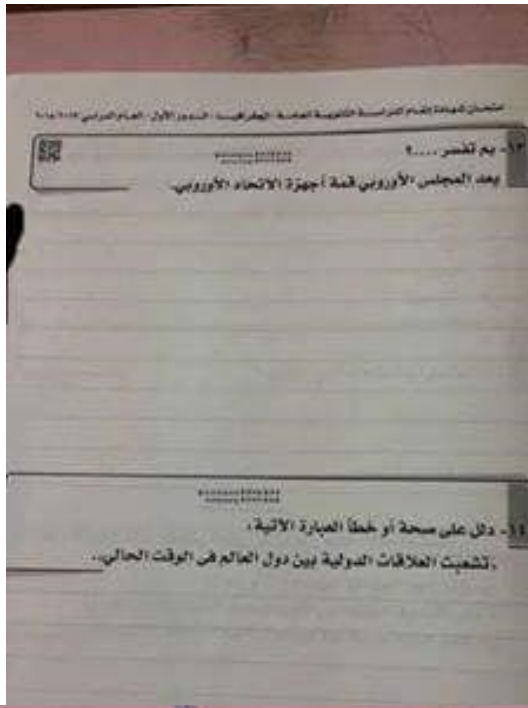 امتحان شهادة إتمام الدراسة الثانوية العامة - الجغرافيا - الدور الأول - العام الدراسي
١٣- بم تفسر ....؟
يعد المجلس الأوروبي قمة أجهزة الاتحاد الأوروبي.
١٤- دلل على صحة أو خطأ العبارة الآتية :
. تشعبت العلاقات الدولية بين دول العالم فى الوقت الحالي..